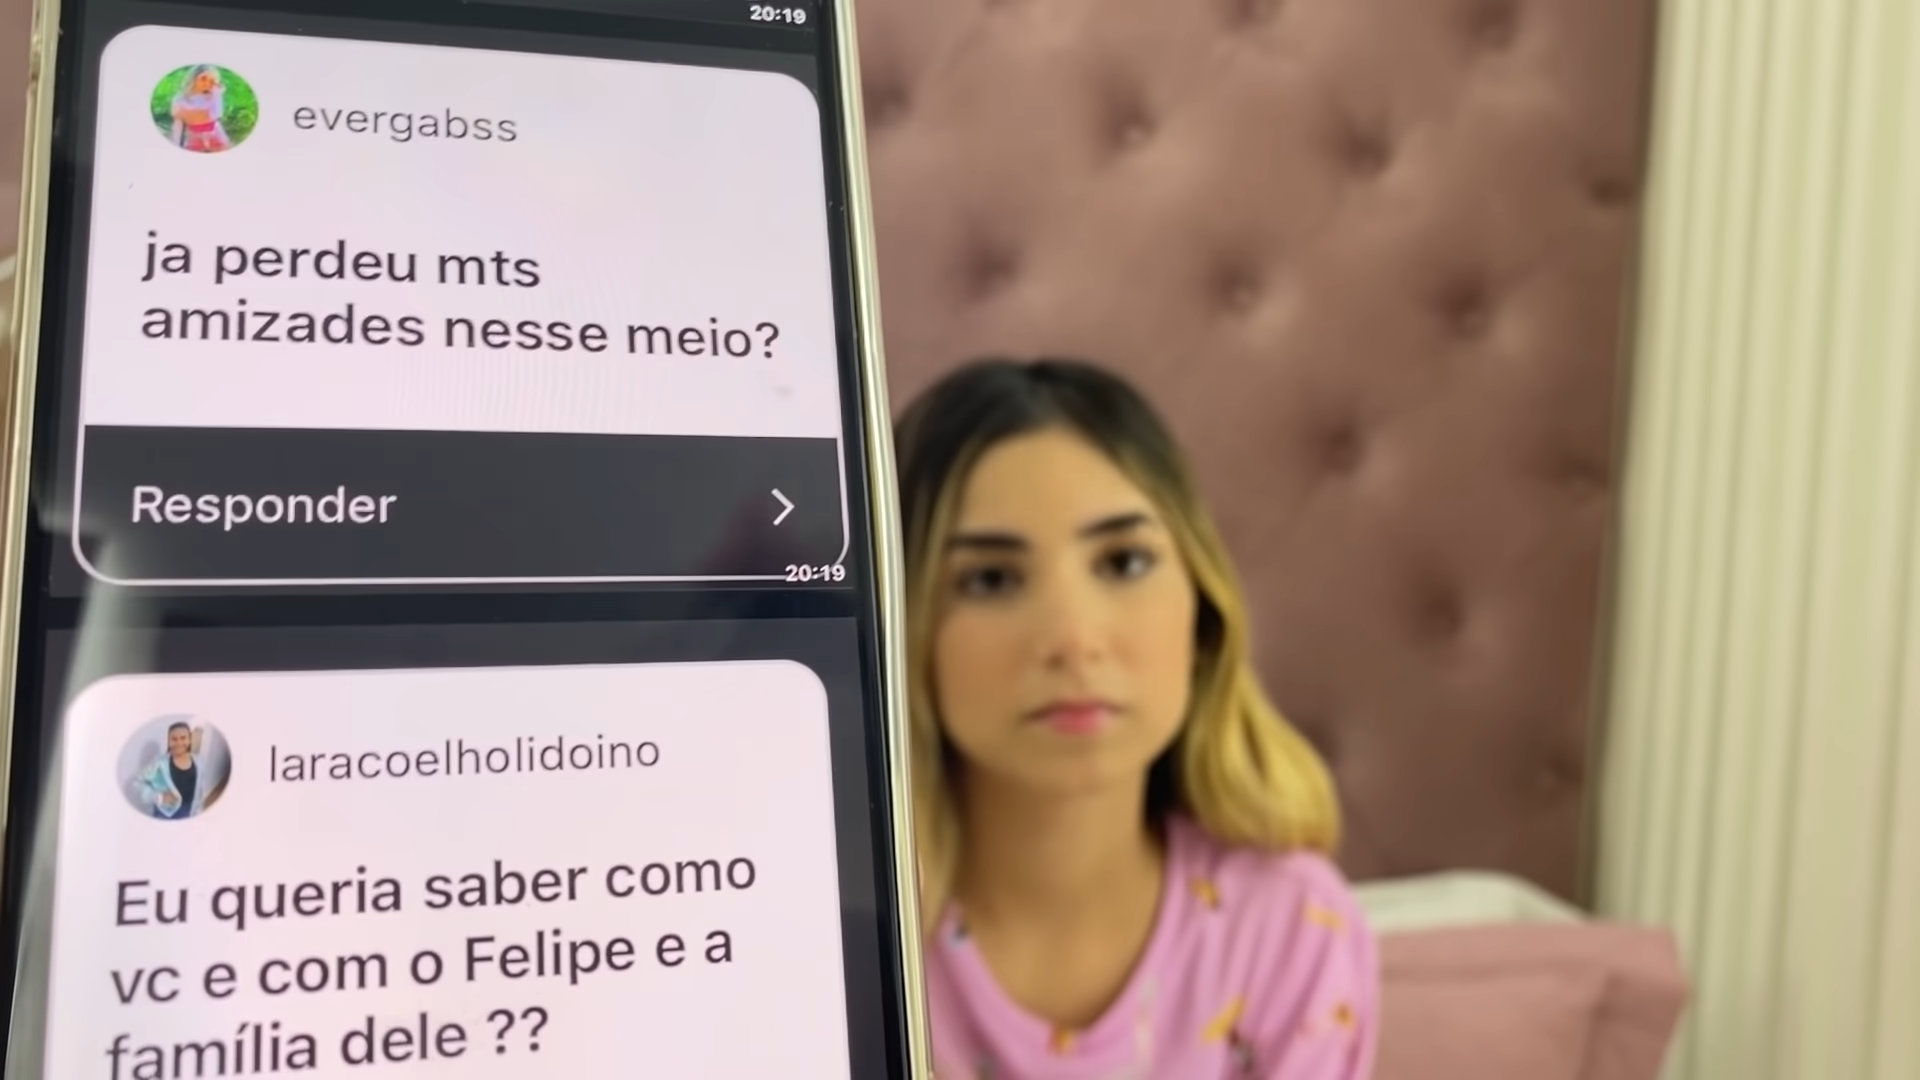 20:19
evergabss
ja perdeu mts
amizades nesse meio?
Responder
20:19
laracoelholidoino
Eu queria saber como
vc e com o Felipe e a
família dele ??